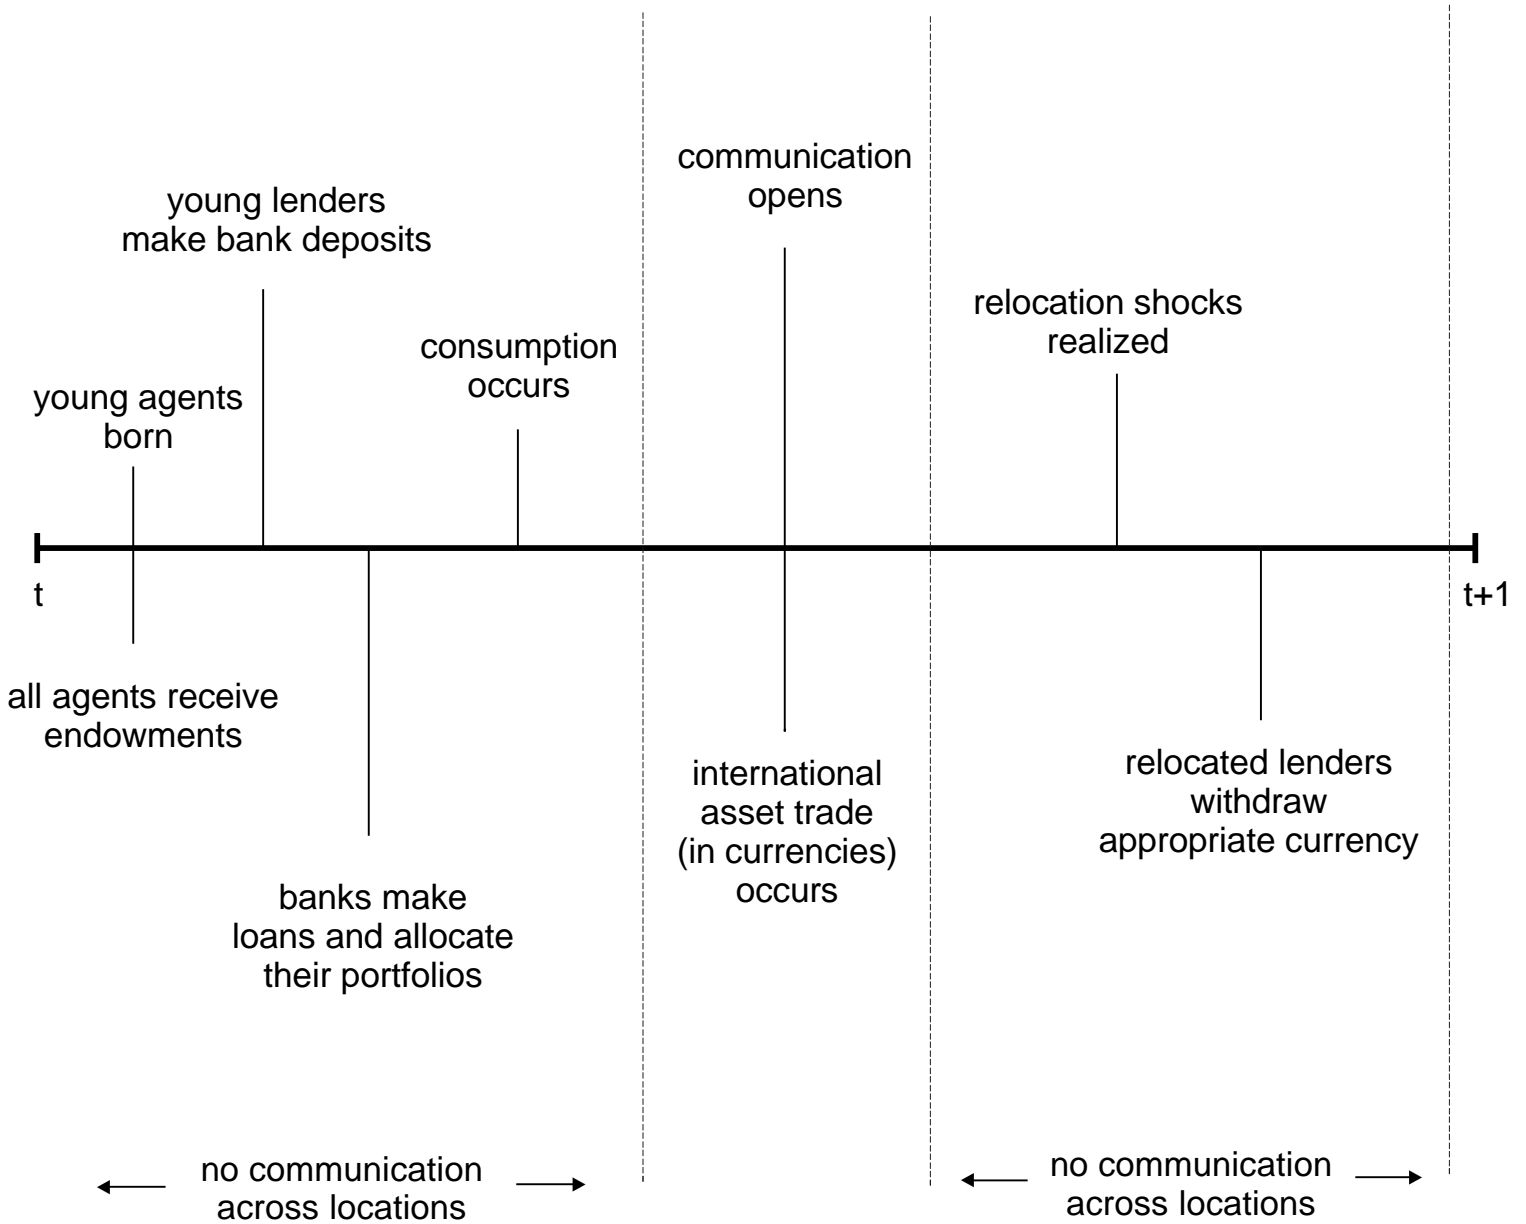 communication
opens
young lenders
make bank deposits
relocation shocks
realized
consumption
occurs
young agents
born
t
t+1
all agents receive
endowments
international
asset trade
(in currencies)
occurs
relocated lenders
withdraw
appropriate currency
banks make
loans and allocate
their portfolios
no communication
across locations
no communication
across locations